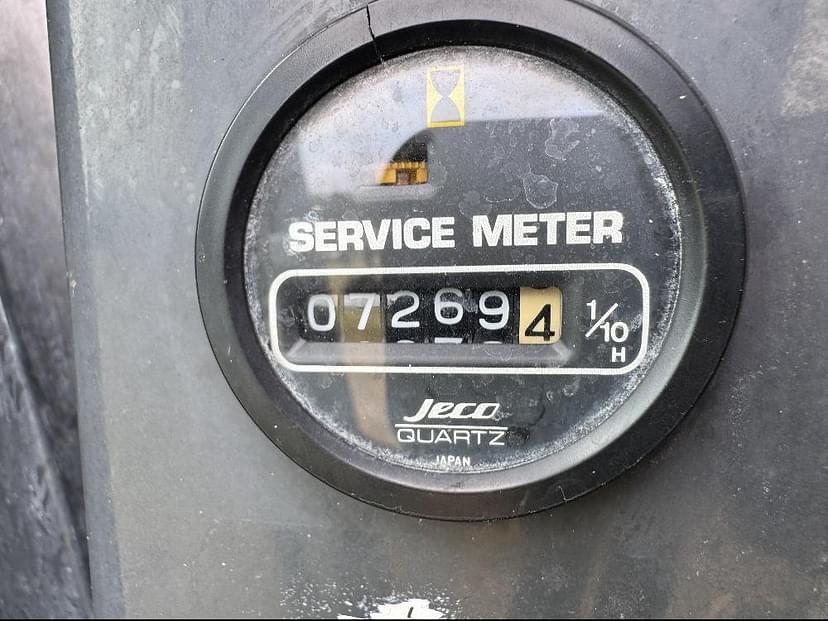 SERVICE METER
072694 1/10
H
Jeco
QUARTZ
JAPAN